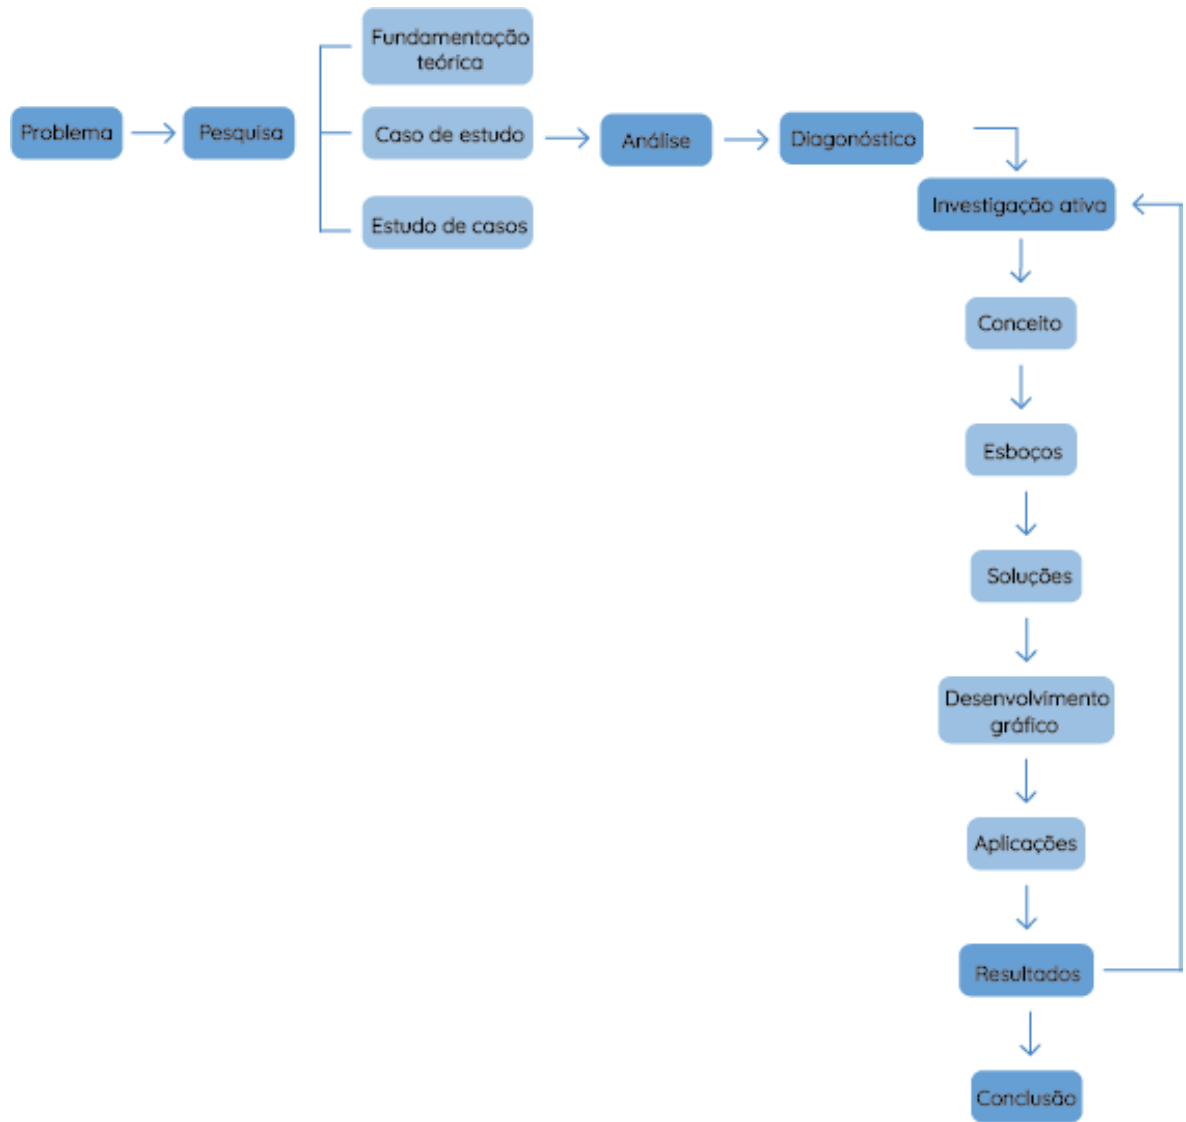 Problema
Pesquisa
Fundamentação
teórica
Caso de estudo
Estudo de casos
Análise
Diagonóstico
Investigação ativa
Conceito
Esboços
Soluções
Desenvolvimento
gráfico
Aplicações
Resultados
Conclusão